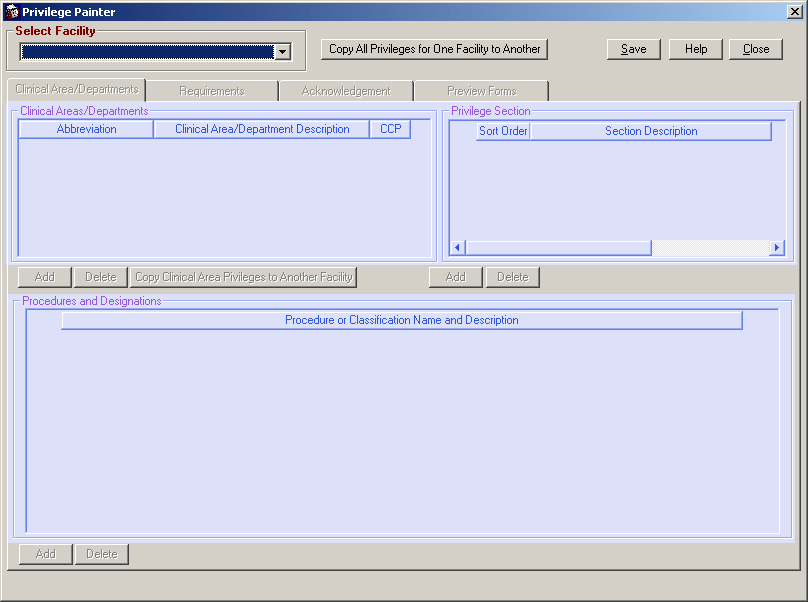 Privilege Painter
Select Facility
Copy All Privileges for One Facility to Another
Save Help Close
Clinical Area/Departments Requirements Acknowledgement Preview Forms
Clinical Areas/Departments Privilege Section
Abbreviation Clinical Area/Department Description CCP Sort Order Section Description
Add Delete Copy Clinical Area Pivileges to Another Facility Add Delete
Procedures and Designations
Procedure or Classification Name and Description
Add Delete